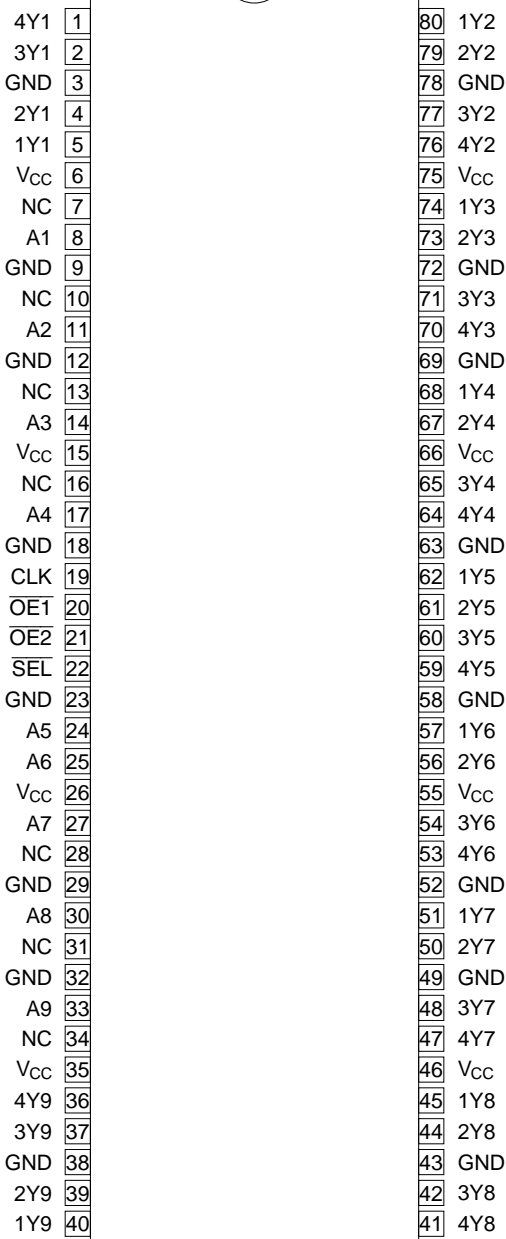 4Y1 1 80 1Y2
3Y1 2 79 2Y2
GND 3 78 GND
2Y1 4 77 3Y2
1Y1 5 76 4Y2
VCC 6 75 VCC
NC 7 74 1Y3
A1 8 73 2Y3
GND 9 72 GND
NC 10 71 3Y3
A2 11 70 4Y3
GND 12 69 GND
NC 13 68 1Y4
A3 14 67 2Y4
VCC 15 66 VCC
NC 16 65 3Y4
A4 17 64 4Y4
GND 18 63 GND
CLK 19 62 1Y5
OE1 20 61 2Y5
OE2 21 60 3Y5
SEL 22 59 4Y5
GND 23 58 GND
A5 24 57 1Y6
A6 25 56 2Y6
VCC 26 55 VCC
A7 27 54 3Y6
NC 28 53 4Y6
GND 29 52 GND
A8 30 51 1Y7
NC 31 50 2Y7
GND 32 49 GND
A9 33 48 3Y7
NC 34 47 4Y7
VCC 35 46 VCC
4Y9 36 45 1Y8
3Y9 37 44 2Y8
GND 38 43 GND
2Y9 39 42 3Y8
1Y9 40 41 4Y8